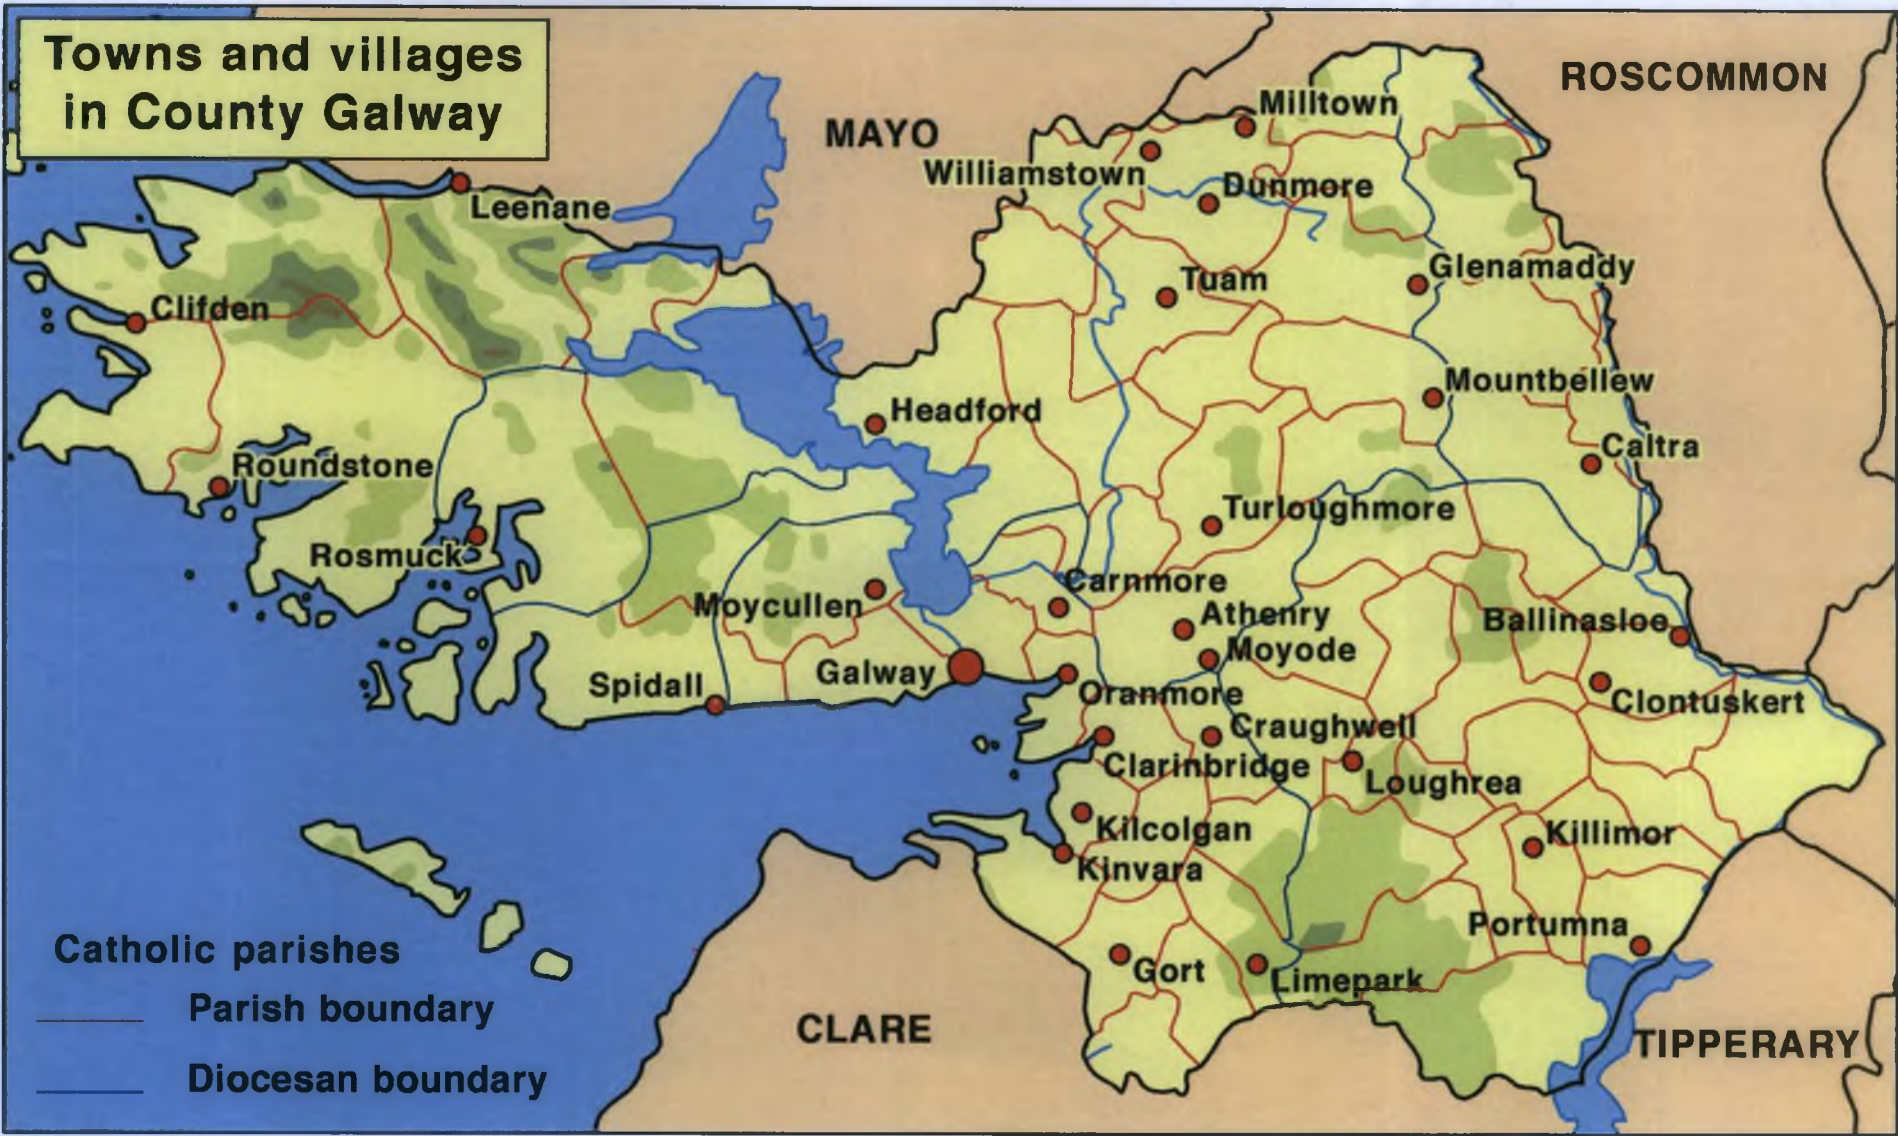 Towns and villages
in County Galway
ROSCOMMON
MAYO
Milltown
Williamstown
Dunmore
Leenane
Glenamaddy
Tuam
Clifden
Mountbellew
Headford
Caltra
Roundstone
Turloughmore
Rosmuck
Carnmore
Moycullen
Athenry
Ballinasloe
Moyode
Galway
Spidall
Oranmore
Clontuskert
Craughwell
Clarinbridge
Loughrea
Kilcolgan
Killimor
Kinvara
Portumna
Gort
Limepark
CLARE
TIPPERARY
Catholic parishes
Parish boundary
Diocesan boundary